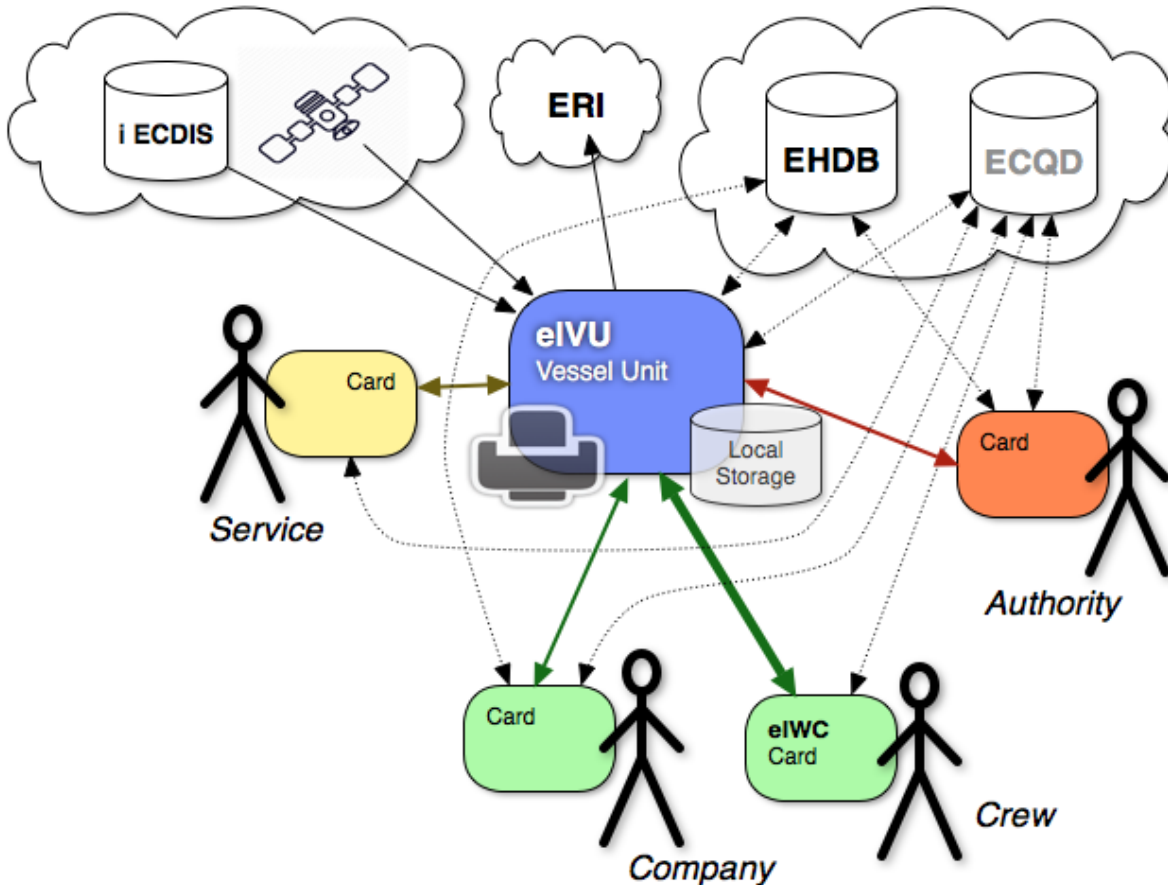 i ECDIS
ERI
EHDB
ECQD
eIVU
Vessel Unit
Card
Local
Storage
Card
Service
Authority
Card
eIWC
Card
Crew
Company